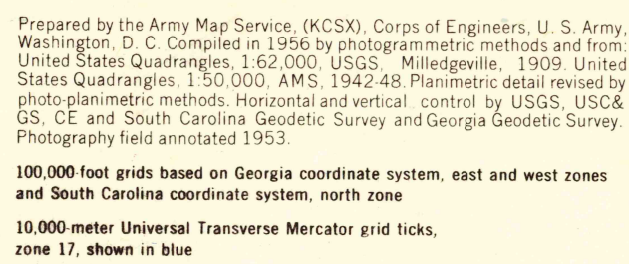 Prepared by the Army Map Service, (KCSX), Corps of Engineers, U. S. Army,
Washington, D. C. Compiled in 1956 by photogrammetric methods and from:
United States Quadrangles, 1:62,000, USGS, Milledgeville, 1909. United
States Quadrangles, 1:50,000, AMS, 1942-48. Planimetric detail revised by
photo-planimetric methods. Horizontal and vertical control by USGS, USC&
GS, CE and South Carolina Geodetic Survey and Georgia Geodetic Survey.
Photography field annotated 1953.
100,000-foot grids based on Georgia coordinate system, east and west zones
and South Carolina coordinate system, north zone
10,000-meter Universal Transverse Mercator grid ticks,
zone 17, shown in blue